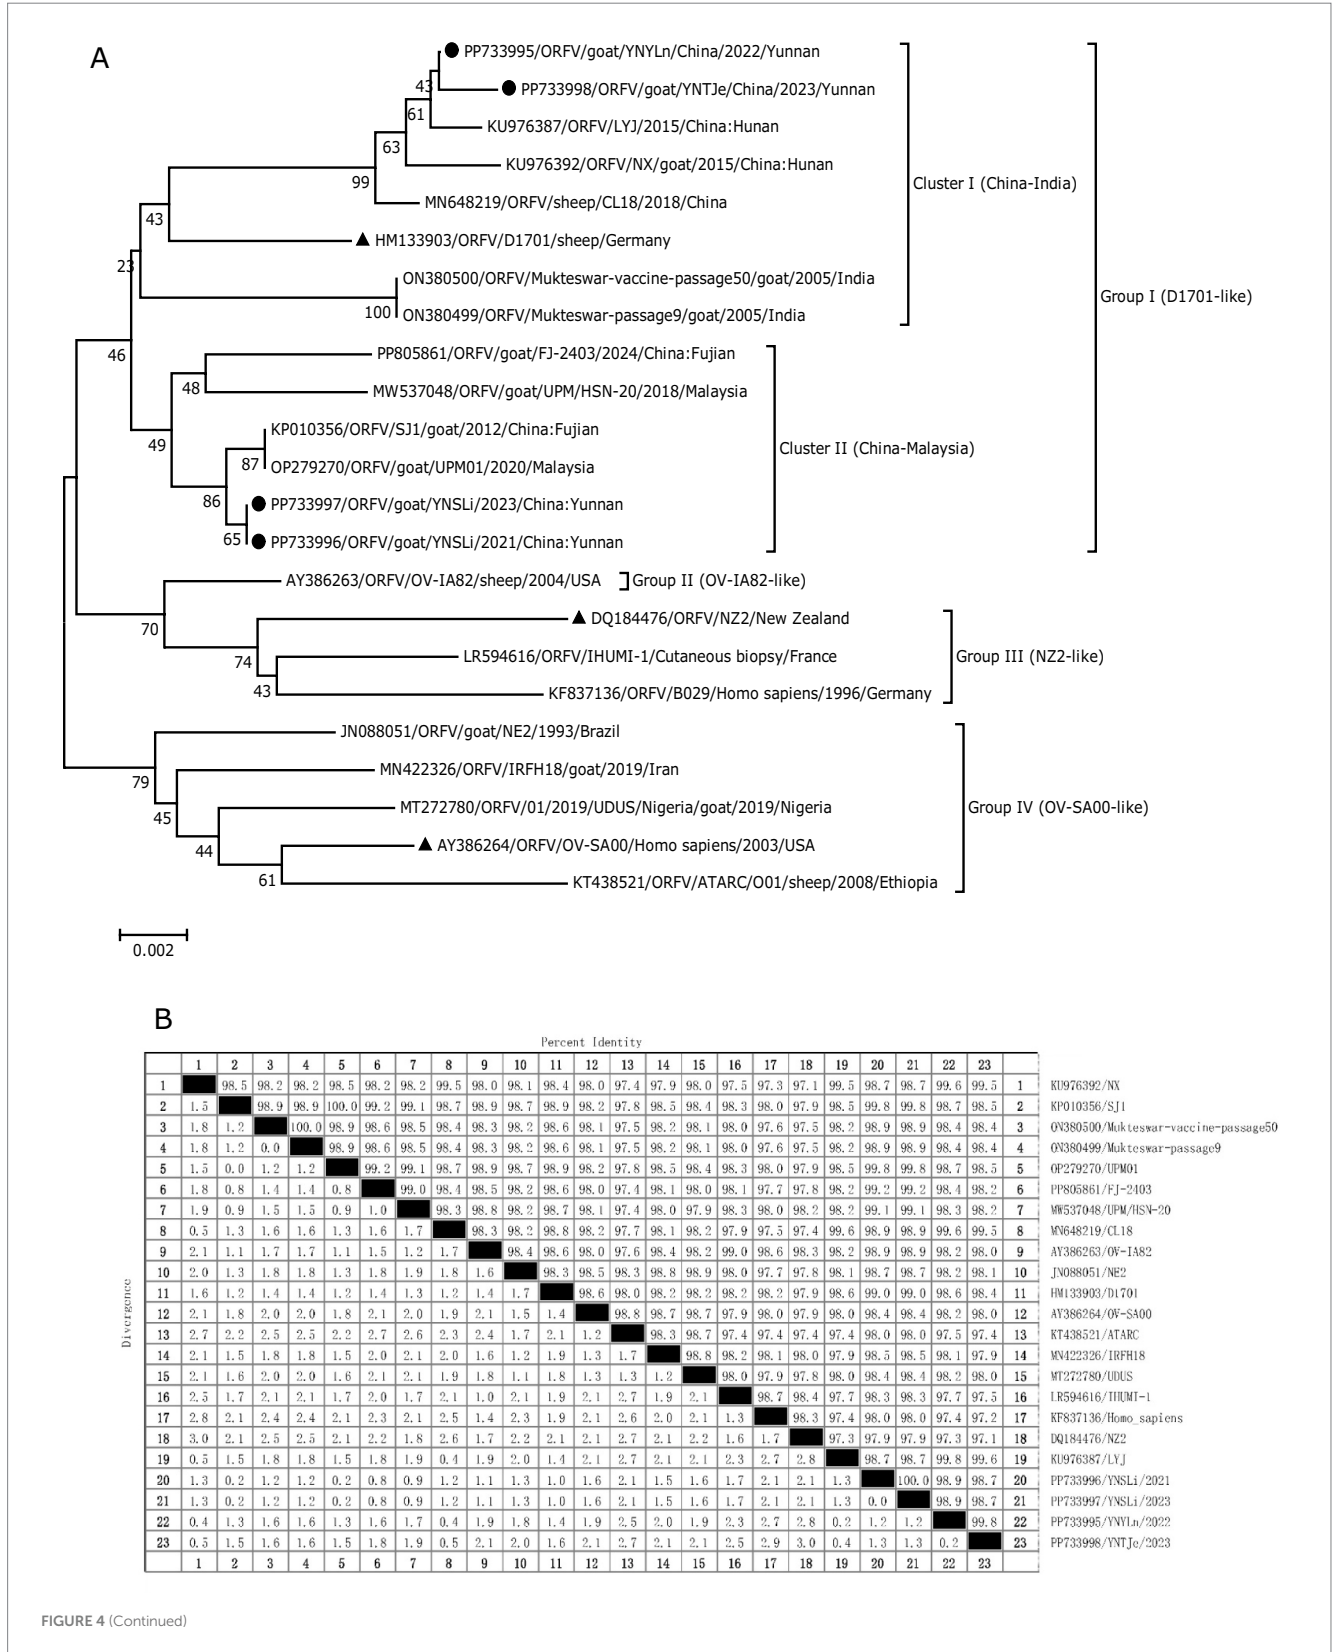 A
PP733995/ORFV/goat/YNYLn/China/2022/Yunnan
43
PP733998/ORFV/goat/YNTJe/China/2023/Yunnan
61
KU976387/ORFV/LYJ/2015/China:Hunan
63
KU976392/ORFV/NX/goat/2015/China:Hunan
99
Cluster I (China-India)
MN648219/ORFV/sheep/CL18/2018/China
43
HM133903/ORFV/D1701/sheep/Germany
23
ON380500/ORFV/Mukteswar-vaccine-passage50/goat/2005/India
Group I (D1701-like)
100
ON380499/ORFV/Mukteswar-passage9/goat/2005/India
46
PP805861/ORFV/goat/FJ-2403/2024/China:Fujian
48
MW537048/ORFV/goat/UPM/HSN-20/2018/Malaysia
49
KP010356/ORFV/SJ1/goat/2012/China:Fujian
Cluster II (China-Malaysia)
87
OP279270/ORFV/goat/UPM01/2020/Malaysia
86
PP733997/ORFV/goat/YNSLi/2023/China:Yunnan
65
PP733996/ORFV/goat/YNSLi/2021/China:Yunnan
AY386263/ORFV/OV-IA82/sheep/2004/USA
Group II (OV-IA82-like)
70
DQ184476/ORFV/NZ2/New Zealand
74
LR594616/ORFV/IHUMI-1/Cutaneous biopsy/France
Group III (NZ2-like)
43
KF837136/ORFV/B029/Homo sapiens/1996/Germany
JN088051/ORFV/goat/NE2/1993/Brazil
79
MN422326/ORFV/IRFH18/goat/2019/Iran
45
MT272780/ORFV/01/2019/UDUS/Nigeria/goat/2019/Nigeria
Group IV (OV-SA00-like)
44
AY386264/ORFV/OV-SA00/Homo sapiens/2003/USA
61
KT438521/ORFV/ATARC/O01/sheep/2008/Ethiopia
0.002
B
Percent Identity
Divergence
1 2 3 4 5 6 7 8 9 10 11 12 13 14 15 16 17 18 19 20 21 22 23
1 98.5 98.2 98.2 98.5 98.2 98.2 99.5 98.0 98.1 98.4 98.0 97.4 97.9 98.0 97.5 97.3 97.1 99.5 98.7 98.7 99.6 99.5 1 KU976392/NX
2 1.5 98.9 98.9 100.0 99.2 99.1 98.7 98.9 98.7 98.9 98.2 97.8 98.5 98.4 98.3 98.0 97.9 98.5 99.8 99.8 98.7 98.5 2 KP010356/SJ1
3 1.8 1.2 100.0 98.9 98.6 98.5 98.4 98.3 98.2 98.6 98.1 97.5 98.2 98.1 98.0 97.6 97.5 98.2 98.9 98.9 98.4 98.4 3 ON380500/Mukteswar-vaccine-passage50
4 1.8 1.2 0.0 98.9 98.6 98.5 98.4 98.3 98.2 98.6 98.1 97.5 98.2 98.1 98.0 97.6 97.5 98.2 98.9 98.9 98.4 98.4 4 ON380499/Mukteswar-passage9
5 1.5 0.0 1.2 1.2 99.2 99.1 98.7 98.9 98.7 98.9 98.2 97.8 98.5 98.4 98.3 98.0 97.9 98.5 99.8 99.8 98.7 98.5 5 OP279270/UPM01
6 1.8 0.8 1.4 1.4 0.8 99.0 98.4 98.5 98.2 98.6 98.0 97.4 98.1 98.0 98.1 97.7 97.8 98.2 99.2 99.2 98.4 98.2 6 PP805861/FJ-2403
7 1.9 0.9 1.5 1.5 0.9 1.0 98.3 98.8 98.2 98.7 98.1 97.4 98.0 97.9 98.3 98.0 98.2 98.2 99.1 99.1 98.3 98.2 7 MW537048/UPM/HSN-20
8 0.5 1.3 1.6 1.6 1.3 1.6 1.7 98.3 98.2 98.8 98.2 97.7 98.1 98.2 97.9 97.5 97.4 99.6 98.9 98.9 99.6 99.5 8 MN648219/CL18
9 2.1 1.1 1.7 1.7 1.1 1.5 1.2 1.7 98.4 98.6 98.0 97.6 98.4 98.2 99.0 98.6 98.3 98.2 98.9 98.9 98.2 98.0 9 AY386263/OV-IA82
10 2.0 1.3 1.8 1.8 1.3 1.8 1.9 1.8 1.6 98.3 98.5 98.3 98.8 98.9 98.0 97.7 97.8 98.1 98.7 98.7 98.2 98.1 10 JN088051/NE2
11 1.6 1.2 1.4 1.4 1.2 1.4 1.3 1.2 1.4 1.7 98.6 98.0 98.2 98.2 98.2 98.2 97.9 98.6 99.0 99.0 98.6 98.4 11 HM133903/D1701
12 2.1 1.8 2.0 2.0 1.8 2.1 2.0 1.9 2.1 1.5 1.4 98.8 98.7 98.7 97.9 98.0 97.9 98.0 98.4 98.4 98.2 98.0 12 AY386264/OV-SA00
13 2.7 2.2 2.5 2.5 2.2 2.7 2.6 2.3 2.4 1.7 2.1 1.2 98.3 98.7 97.4 97.4 97.4 97.4 98.0 98.0 97.5 97.4 13 KT438521/ATARC
14 2.1 1.5 1.8 1.8 1.5 2.0 2.1 2.0 1.6 1.2 1.9 1.3 1.7 98.8 98.2 98.1 98.0 97.9 98.5 98.5 98.1 97.9 14 MN422326/IRFH18
15 2.1 1.6 2.0 2.0 1.6 2.1 2.1 1.9 1.8 1.1 1.8 1.3 1.3 1.2 98.0 97.9 97.8 98.0 98.4 98.4 98.2 98.0 15 MT272780/UDUS
16 2.5 1.7 2.1 2.1 1.7 2.0 1.7 2.1 1.0 2.1 1.9 2.1 2.7 1.9 2.1 98.7 98.4 97.7 98.3 98.3 97.7 97.5 16 LR594616/IHUMI-1
17 2.8 2.1 2.4 2.4 2.1 2.3 2.1 2.5 1.4 2.3 1.9 2.1 2.6 2.0 2.1 1.3 98.3 97.4 98.0 98.0 97.4 97.2 17 KF837136/Homo_sapiens
18 3.0 2.1 2.5 2.5 2.1 2.2 1.8 2.6 1.7 2.2 2.1 2.1 2.7 2.1 2.2 1.6 1.7 97.3 97.9 97.9 97.3 97.1 18 DQ184476/NZ2
19 0.5 1.5 1.8 1.8 1.5 1.8 1.9 0.4 1.9 2.0 1.4 2.1 2.7 2.1 2.1 2.3 2.7 2.8 98.7 98.7 99.8 99.6 19 KU976387/LYJ
20 1.3 0.2 1.2 1.2 0.2 0.8 0.9 1.2 1.1 1.3 1.0 1.6 2.1 1.5 1.6 1.7 2.1 2.1 1.3 100.0 98.9 98.7 20 PP733996/YNSLi/2021
21 1.3 0.2 1.2 1.2 0.2 0.8 0.9 1.2 1.1 1.3 1.0 1.6 2.1 1.5 1.6 1.7 2.1 2.1 1.3 0.0 98.9 98.7 21 PP733997/YNSLi/2023
22 0.4 1.3 1.6 1.6 1.3 1.6 1.7 0.4 1.9 1.8 1.4 1.9 2.5 2.0 1.9 2.3 2.7 2.8 0.2 1.2 1.2 99.8 22 PP733995/YNYLn/2022
23 0.5 1.5 1.6 1.6 1.5 1.8 1.9 0.5 2.1 2.0 1.6 2.1 2.7 2.1 2.1 2.5 2.9 3.0 0.4 1.3 1.3 0.2 23 PP733998/YNTJe/2023
1 2 3 4 5 6 7 8 9 10 11 12 13 14 15 16 17 18 19 20 21 22 23
FIGURE 4 (Continued)